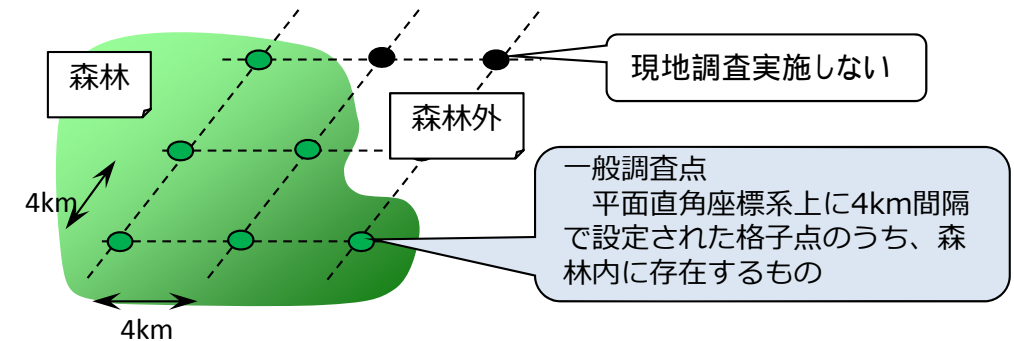 森林
現地調査実施しない
森林外
一般調査点
　平面直角座標系上に4km間隔
で設定された格子点のうち、森
林内に存在するもの
4km
4km